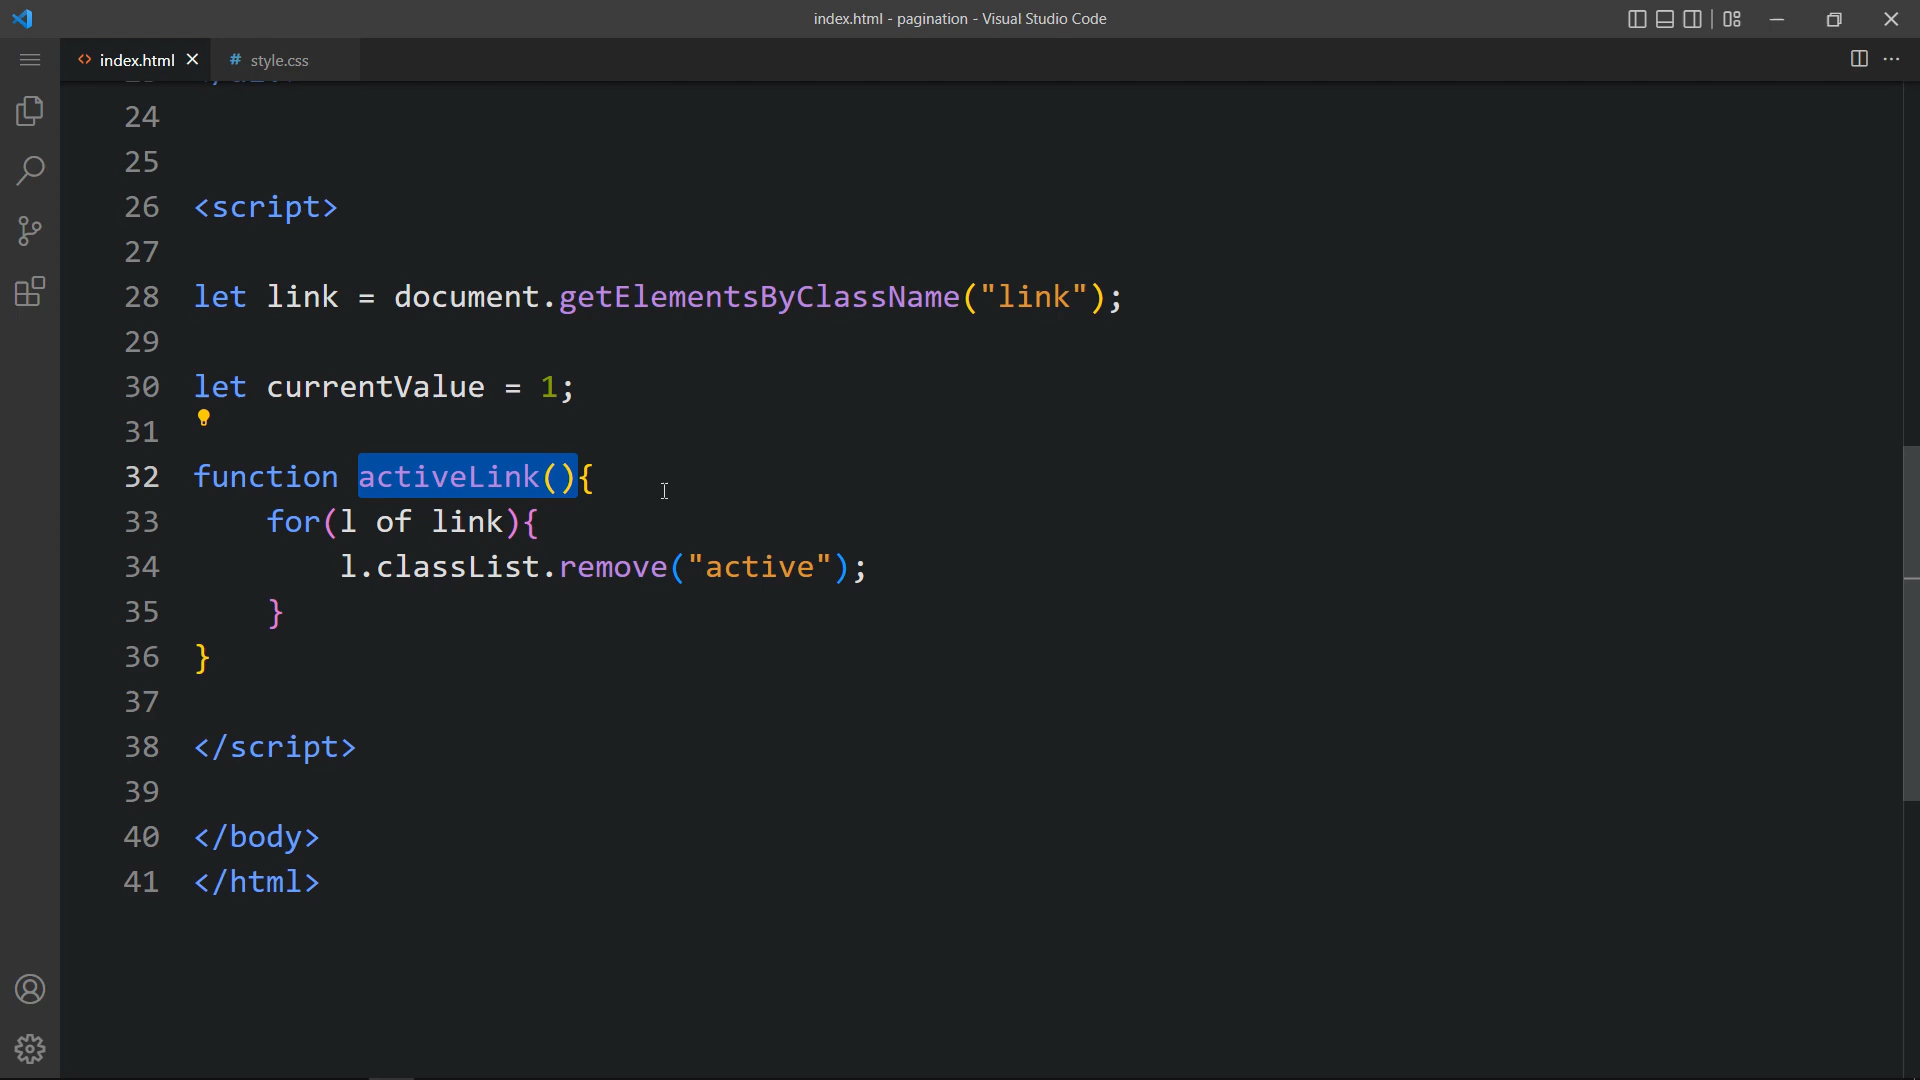 index.html - pagination - Visual Studio Code
index.html
style.css
24
25
26 <script>
27
28 let link = document.getElementsByClassName("link");
29
30 let currentValue = 1;
31
32 function activeLink(){
33 for(l of link){
34 l.classList.remove("active");
35 }
36 }
37
38 </script>
39
40 </body>
41 </html>